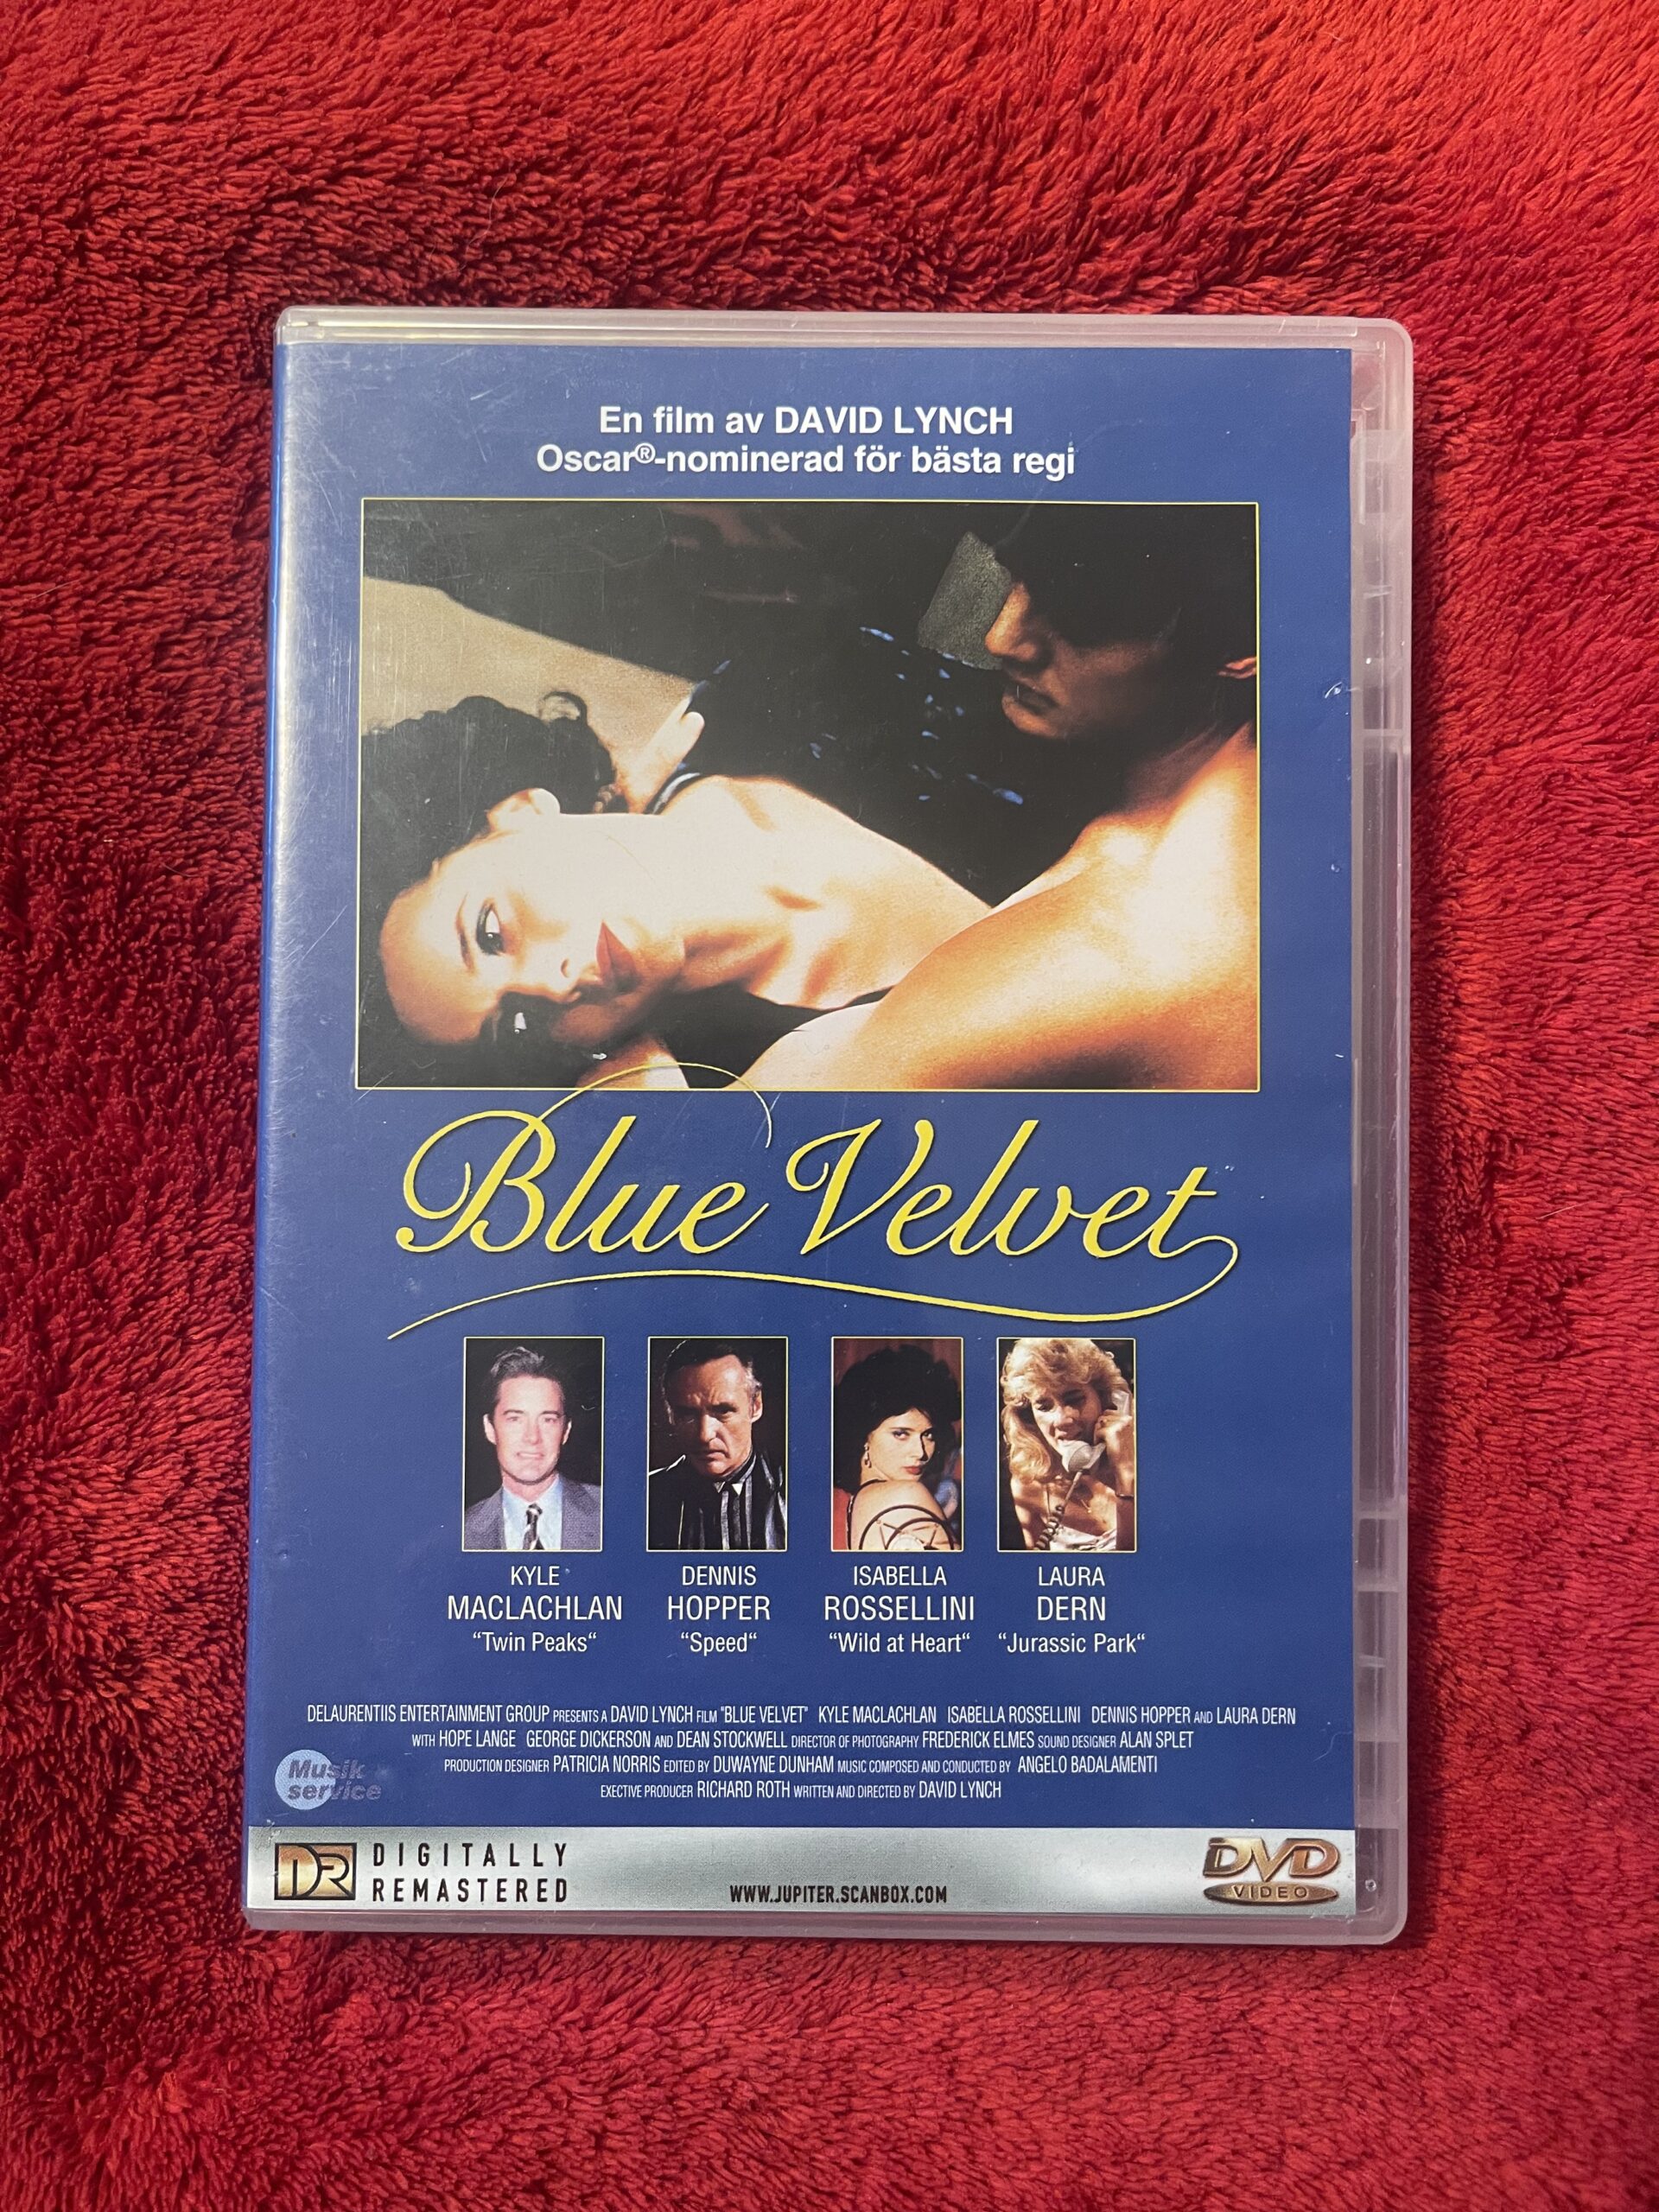 En film av DAVID LYNCH
Oscar®-nominerad för bästa regi
Blue Velvet
KYLE MACLACHLAN "Twin Peaks"
DENNIS HOPPER "Speed"
ISABELLA ROSSELLINI "Wild at Heart"
LAURA DERN "Jurassic Park"
DELAURENTIIS ENTERTAINMENT GROUP PRESENTS A DAVID LYNCH FILM "BLUE VELVET" KYLE MACLACHLAN ISABELLA ROSSELLINI DENNIS HOPPER AND LAURA DERN
WITH HOPE LANGE GEORGE DICKERSON AND DEAN STOCKWELL DIRECTOR OF PHOTOGRAPHY FREDERICK ELMES SOUND DESIGNER ALAN SPLET
PRODUCTION DESIGNER PATRICIA NORRIS EDITED BY DUWAYNE DUNHAM MUSIC COMPOSED AND CONDUCTED BY ANGELO BADALAMENTI
EXECTIVE PRODUCER RICHARD ROTH WRITTEN AND DIRECTED BY DAVID LYNCH
Musik
service
DR
DIGITALLY
REMASTERED
WWW.JUPITER.SCANBOX.COM
DVD
VIDEO